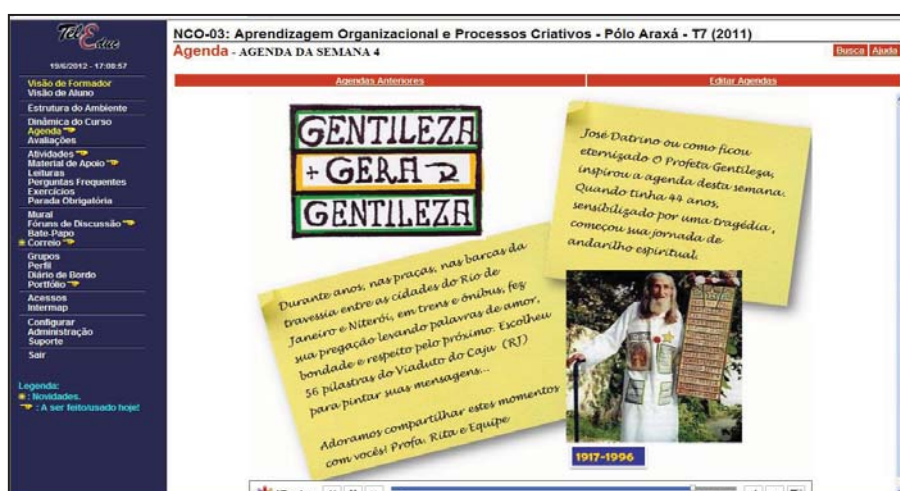 TelEduc
19/6/2012 - 17:08:57
Visão de Formador
Visão de Aluno
Estrutura do Ambiente
Dinâmica do Curso
Agenda
Avaliações
Atividades
Material de Apoio
Leituras
Perguntas Frequentes
Exercícios
Parada Obrigatória
Mural
Fóruns de Discussão
Bate-Papo
Correio
Grupos
Perfil
Diário de Bordo
Portfólio
Acessos
Intermap
Configurar
Administração
Suporte
Sair
Legenda:
: Novidades.
: A ser feito/usado hoje!
NCO-03: Aprendizagem Organizacional e Processos Criativos - Pólo Araxá - T7 (2011)
Agenda - AGENDA DA SEMANA 4
Busca Ajuda
Agendas Anteriores Editar Agendas
GENTILEZA
+ GERA
GENTILEZA
José Datrino ou como ficou
eternizado O Profeta Gentileza,
inspirou a agenda desta semana.
Quando tinha 44 anos,
sensibilizado por uma tragédia,
começou sua jornada de
andarilho espiritual.
Durante anos, nas praças, nas barcas da
travessia entre as cidades do Rio de
Janeiro e Niterói, em trens e ônibus, fez
sua pregação levando palavras de amor,
bondade e respeito pelo próximo. Escolheu
56 pilastras do Viaduto do Caju (RJ)
para pintar suas mensagens...
Adoramos compartilhar estes momentos
com vocês! Profa. Rita e Equipe
1917-1996